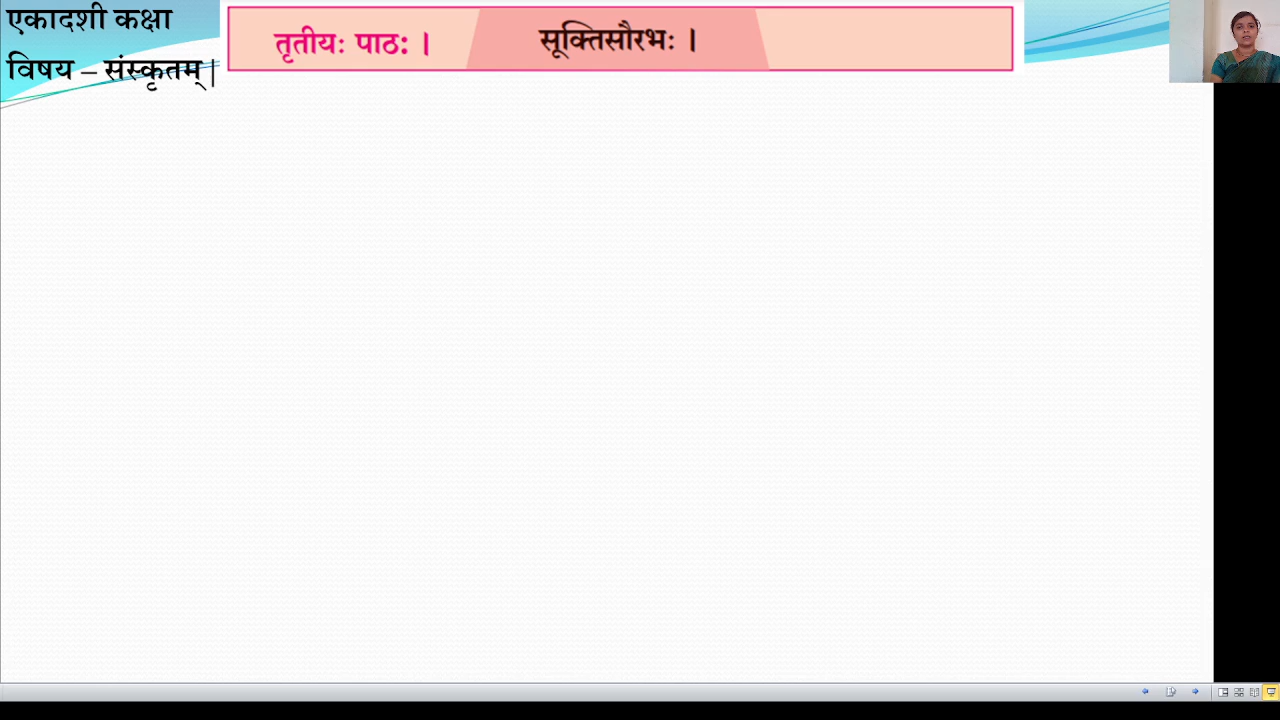 एकादशी कक्षा
विषय – संस्कृतम् |
तृतीयः पाठः ।
सूक्तिसौरभः ।